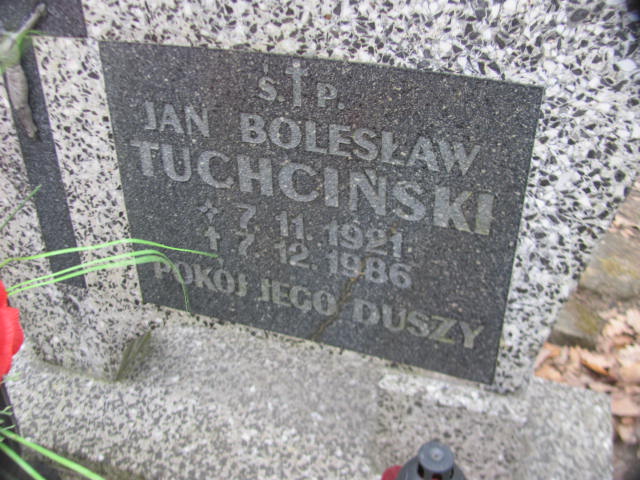 Ś.†P.
JAN BOLESŁAW
TUCHCIŃSKI
* 7.11.1921
† 7.12.1986
POKÓJ JEGO DUSZY